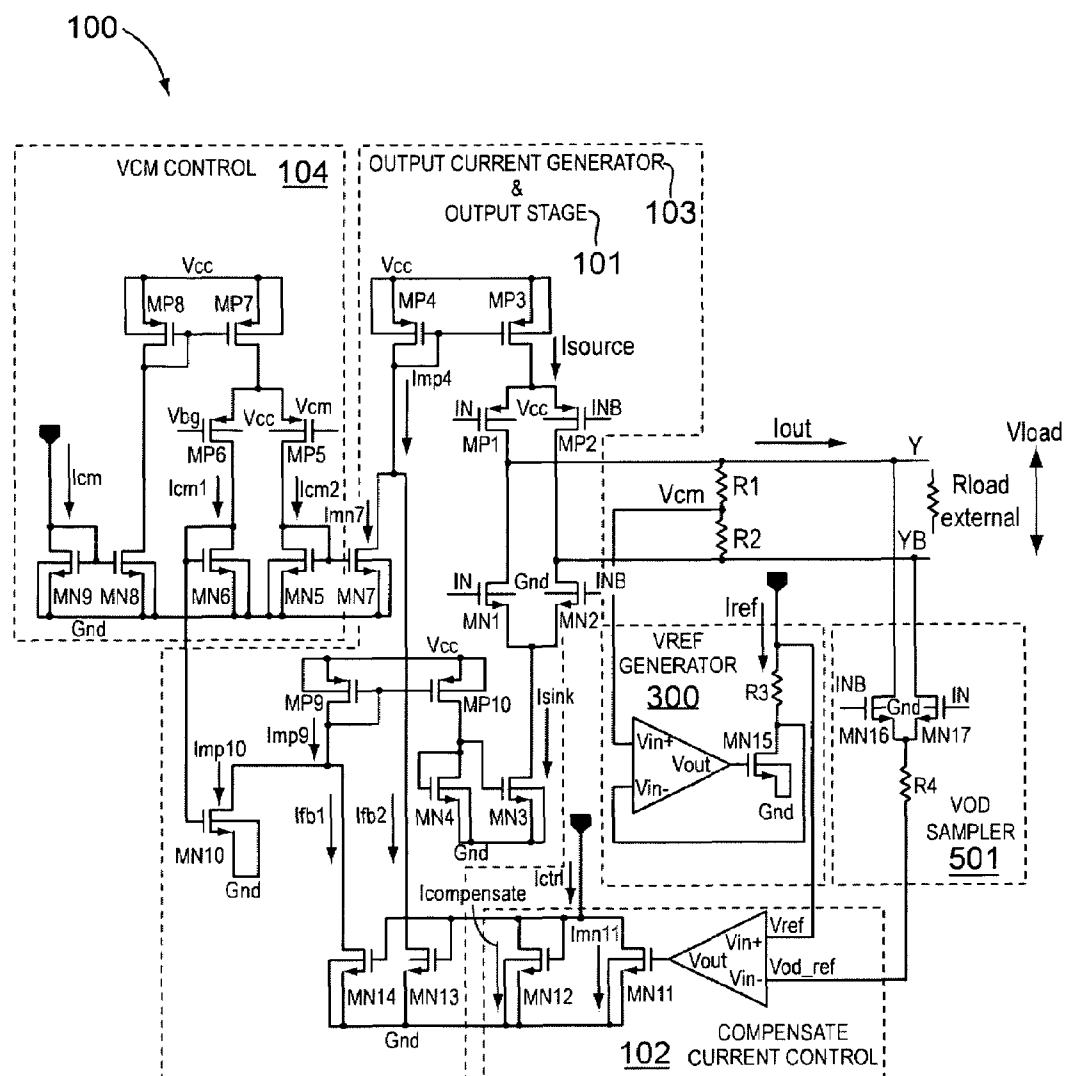 100
VCM CONTROL 104
OUTPUT CURRENT GENERATOR
&
OUTPUT STAGE
103
101
Vcc
MP8
MP7
Vcc
MP4
MP3
Isource
Imp4
Vbg
Vcc
Vcm
MP6
MP5
IN
Vcc
INB
MP1
MP2
Iout
Y
Vload
Icm
Icm1
Icm2
Imn7
Vcm
R1
R2
Rload
external
YB
MN9
MN8
MN6
MN5
MN7
Gnd
IN
Gnd
INB
MN1
MN2
Iref
VREF
GENERATOR
300
R3
Vcc
MP9
MP10
Imp9
Isink
Imp10
MN10
Gnd
Ifb1
Ifb2
MN4
MN3
Gnd
Vin+
Vout
Vin-
MN15
Gnd
INB
Gnd
IN
MN16
MN17
R4
VOD
SAMPLER
501
Icompensate
Ictrl
Imn11
MN14
MN13
MN12
MN11
Gnd
Vin+
Vout
Vin-
Vref
Vod_ref
102
COMPENSATE
CURRENT CONTROL